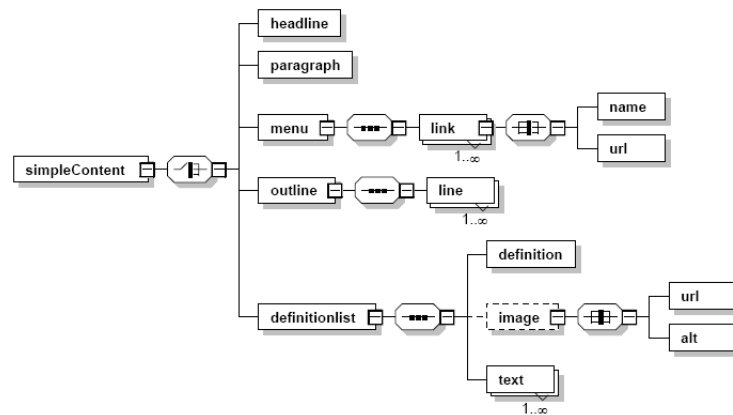 headline
paragraph
menu
link
1..∞
name
url
simpleContent
outline
line
1..∞
definition
definitionlist
image
url
alt
text
1..∞